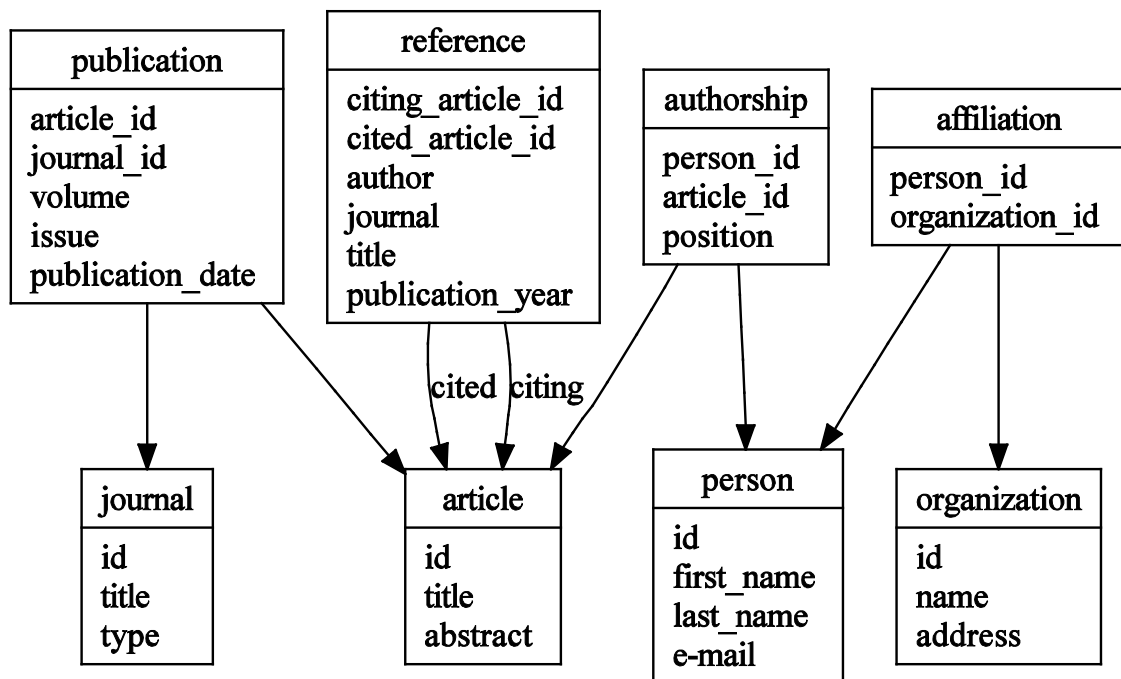 publication
article_id
journal_id
volume
issue
publication_date
reference
citing_article_id
cited_article_id
author
journal
title
publication_year
authorship
person_id
article_id
position
affiliation
person_id
organization_id
cited
citing
journal
id
title
type
article
id
title
abstract
person
id
first_name
last_name
e-mail
organization
id
name
address